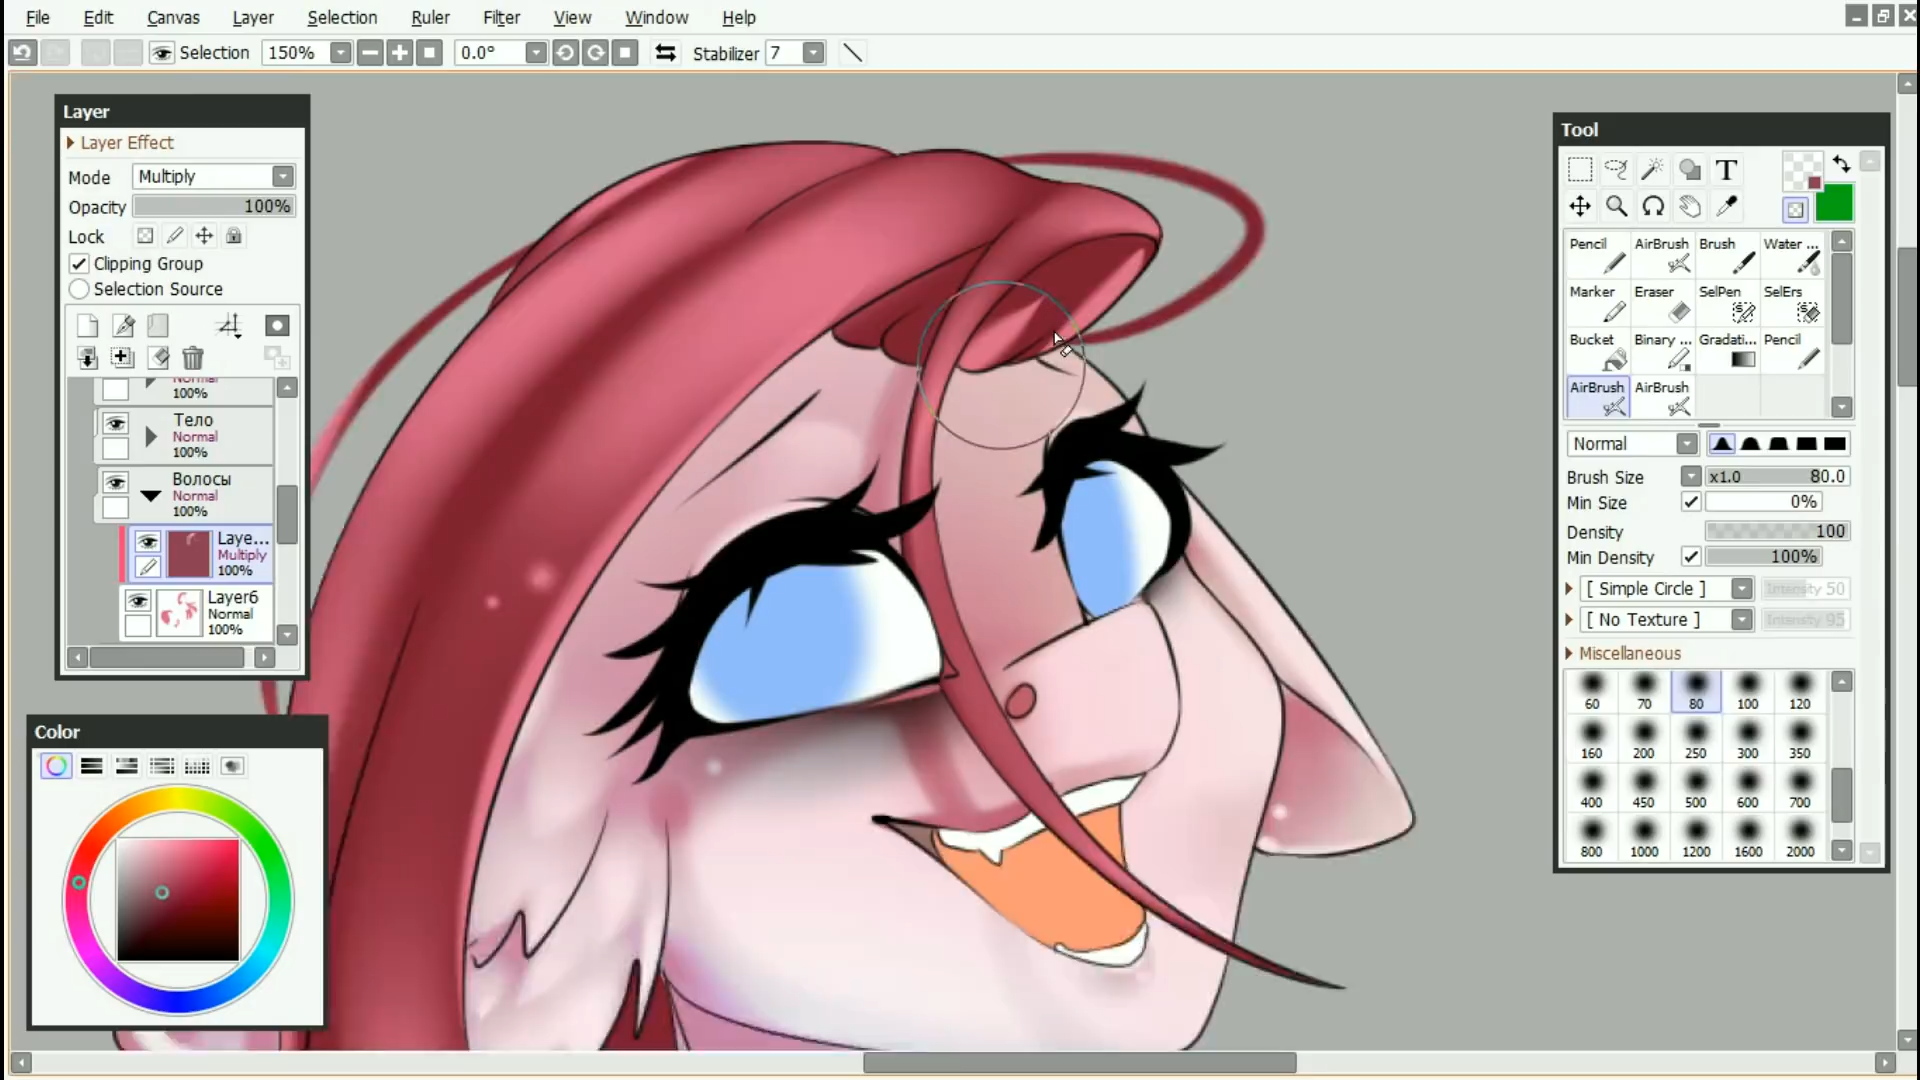 File Edit Canvas Layer Selection Ruler Filter View Window Help
Selection 150% 0.0° Stabilizer 7
Layer
Layer Effect
Mode Multiply
Opacity 100%
Lock
Clipping Group
Selection Source
Normal
100%
Тело
Normal
100%
Волосы
Normal
100%
Laye...
Multiply
100%
Layer6
Normal
100%
Color
Tool
T
Pencil AirBrush Brush Water ...
Marker Eraser SelPen SelErs
Bucket Binary ... Gradati... Pencil
AirBrush AirBrush
Normal
Brush Size x1.0 80.0
Min Size 0%
Density 100
Min Density 100%
[ Simple Circle ] Intensity 50
[ No Texture ] Intensity 95
Miscellaneous
60 70 80 100 120
160 200 250 300 350
400 450 500 600 700
800 1000 1200 1600 2000